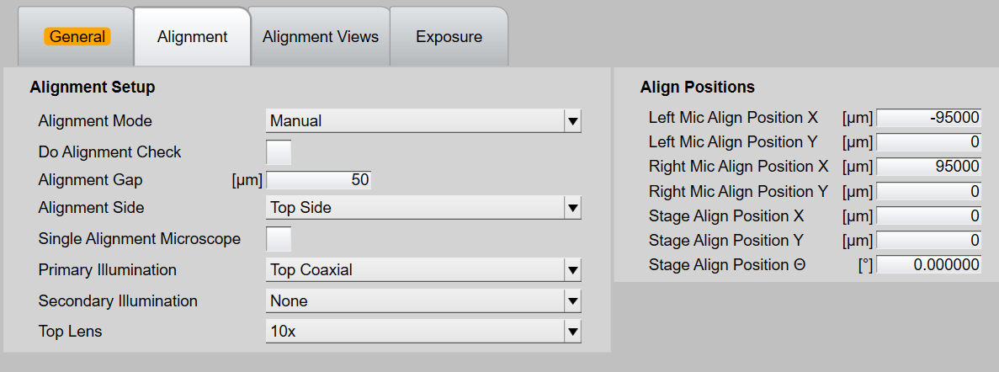 General Alignment Alignment Views Exposure
Alignment Setup
Alignment Mode Manual
Do Alignment Check
Alignment Gap [µm] 50
Alignment Side Top Side
Single Alignment Microscope
Primary Illumination Top Coaxial
Secondary Illumination None
Top Lens 10x
Align Positions
Left Mic Align Position X [µm] -95000
Left Mic Align Position Y [µm] 0
Right Mic Align Position X [µm] 95000
Right Mic Align Position Y [µm] 0
Stage Align Position X [µm] 0
Stage Align Position Y [µm] 0
Stage Align Position Θ [°] 0.000000